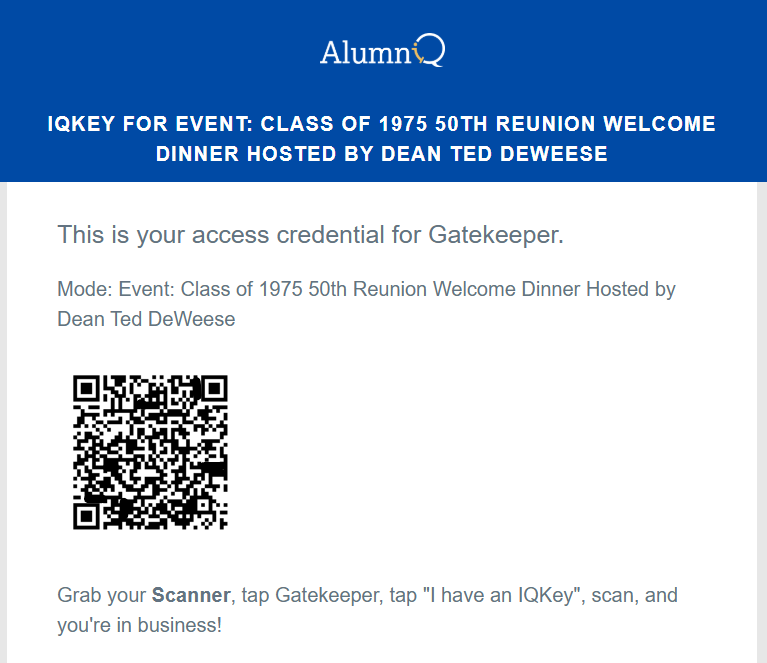 AlumniQ
IQKEY FOR EVENT: CLASS OF 1975 50TH REUNION WELCOME
DINNER HOSTED BY DEAN TED DEWEESE
This is your access credential for Gatekeeper.
Mode: Event: Class of 1975 50th Reunion Welcome Dinner Hosted by
Dean Ted DeWeese
Grab your Scanner, tap Gatekeeper, tap "I have an IQKey", scan, and
you're in business!